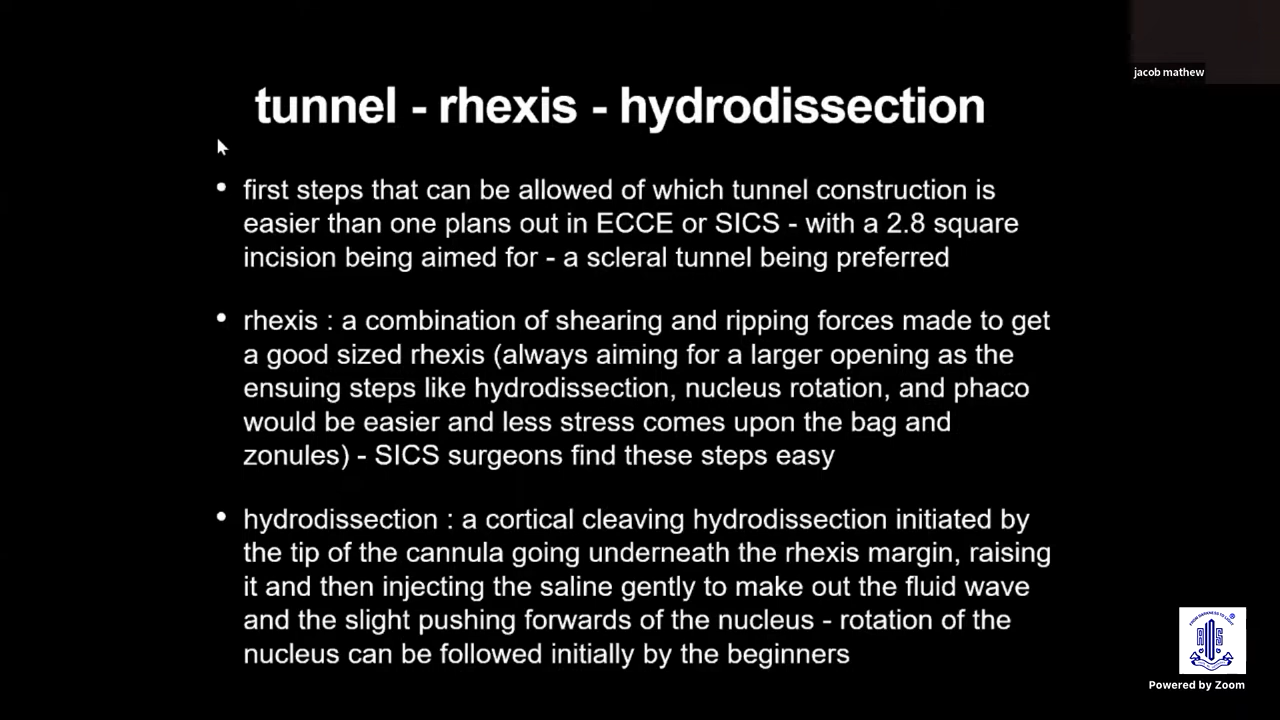 jacob mathew
tunnel - rhexis - hydrodissection
• first steps that can be allowed of which tunnel construction is
easier than one plans out in ECCE or SICS - with a 2.8 square
incision being aimed for - a scleral tunnel being preferred
• rhexis : a combination of shearing and ripping forces made to get
a good sized rhexis (always aiming for a larger opening as the
ensuing steps like hydrodissection, nucleus rotation, and phaco
would be easier and less stress comes upon the bag and
zonules) - SICS surgeons find these steps easy
• hydrodissection : a cortical cleaving hydrodissection initiated by
the tip of the cannula going underneath the rhexis margin, raising
it and then injecting the saline gently to make out the fluid wave
and the slight pushing forwards of the nucleus - rotation of the
nucleus can be followed initially by the beginners
Powered by Zoom